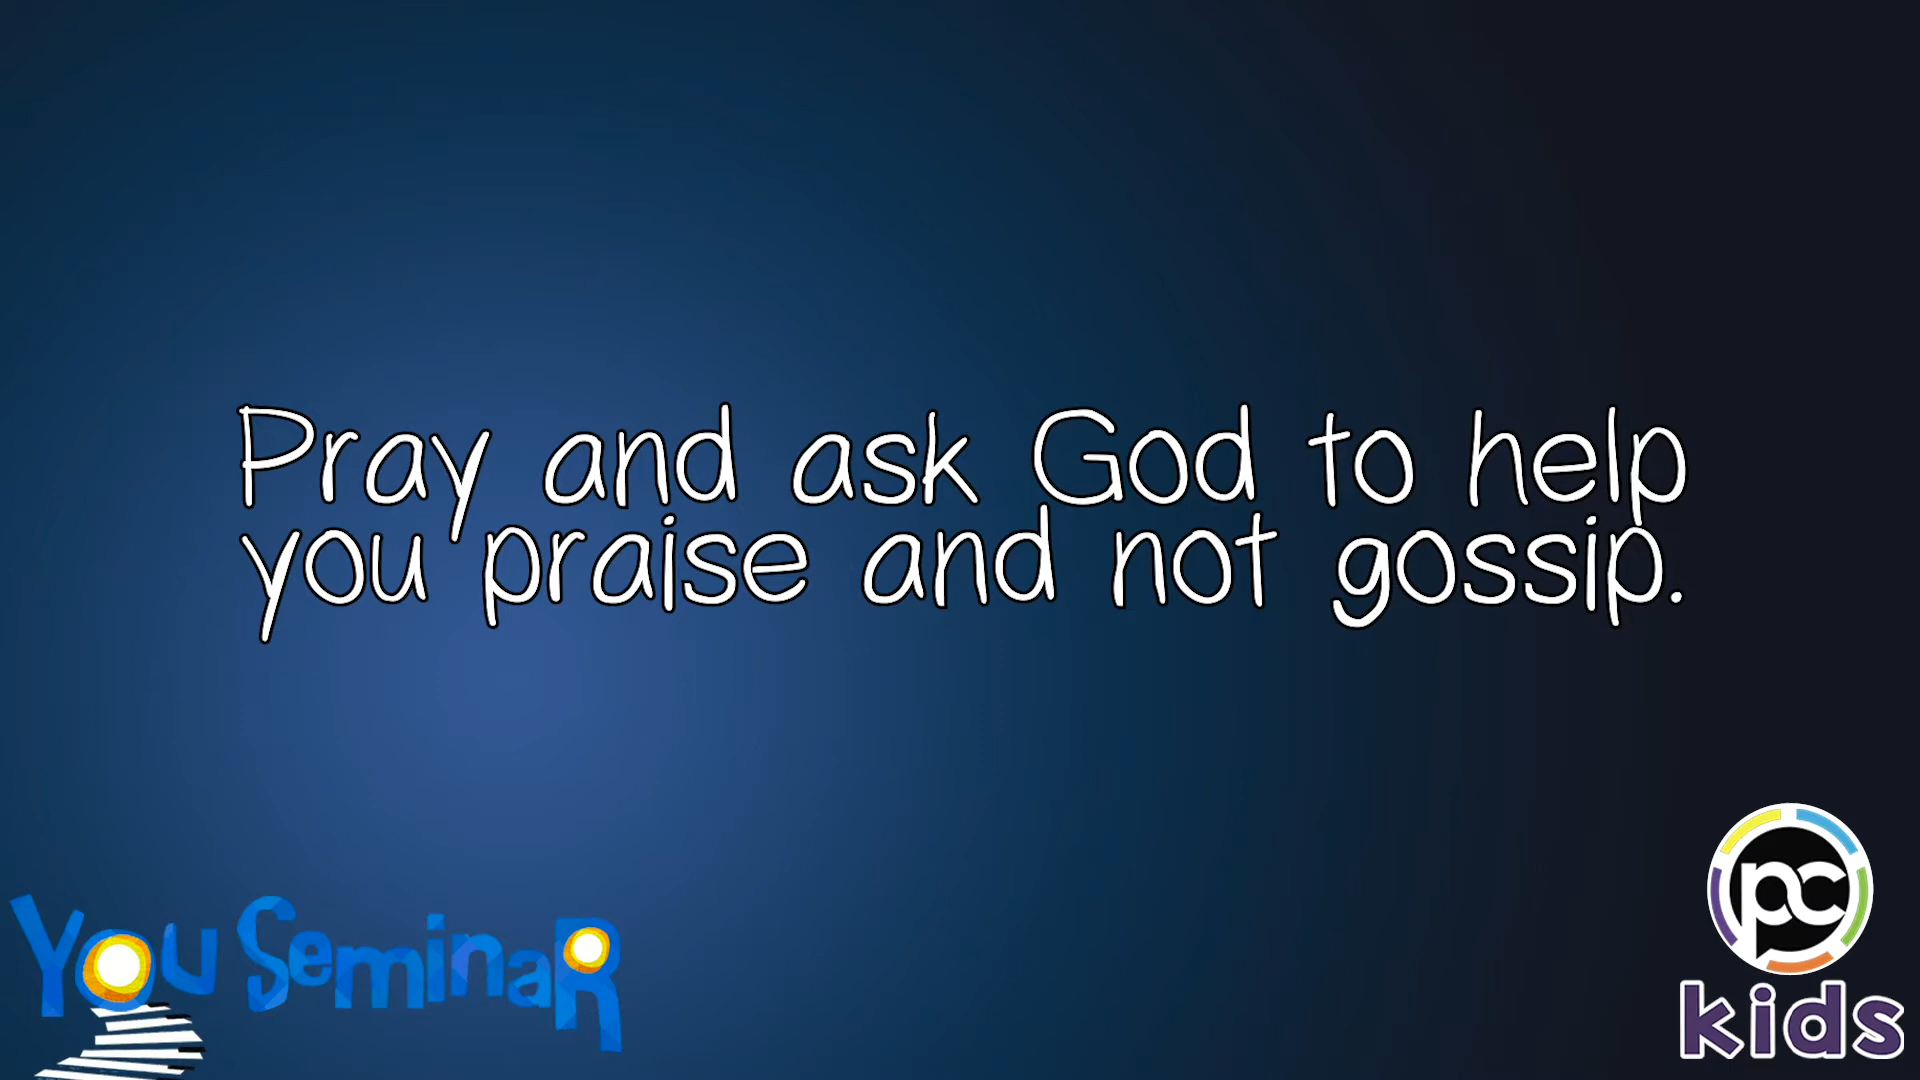 Pray and ask God to help
you praise and not gossip.
You SeminaR
pc
kids